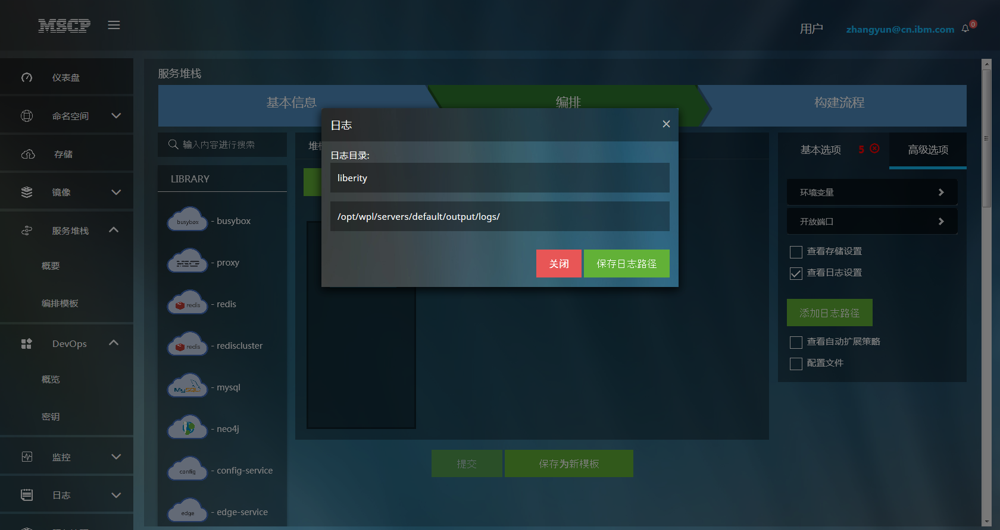 MSCP
用户
zhangyun@cn.ibm.com
0
仪表盘
命名空间
存储
镜像
服务堆栈
概要
编排模板
DevOps
概览
密钥
监控
日志
服务堆栈
基本信息
编排
构建流程
输入内容进行搜索
LIBRARY
busybox
- busybox
MSCP
- proxy
redis
- redis
redis
- rediscluster
MySQL
- mysql
- neo4j
config
- config-service
edge
- edge-service
堆
日志
×
日志目录:
liberity
/opt/wpl/servers/default/output/logs/
关闭
保存日志路径
提交
保存为新模板
基本选项
5
高级选项
环境变量
开放端口
查看存储设置
查看日志设置
添加日志路径
查看自动扩展策略
配置文件